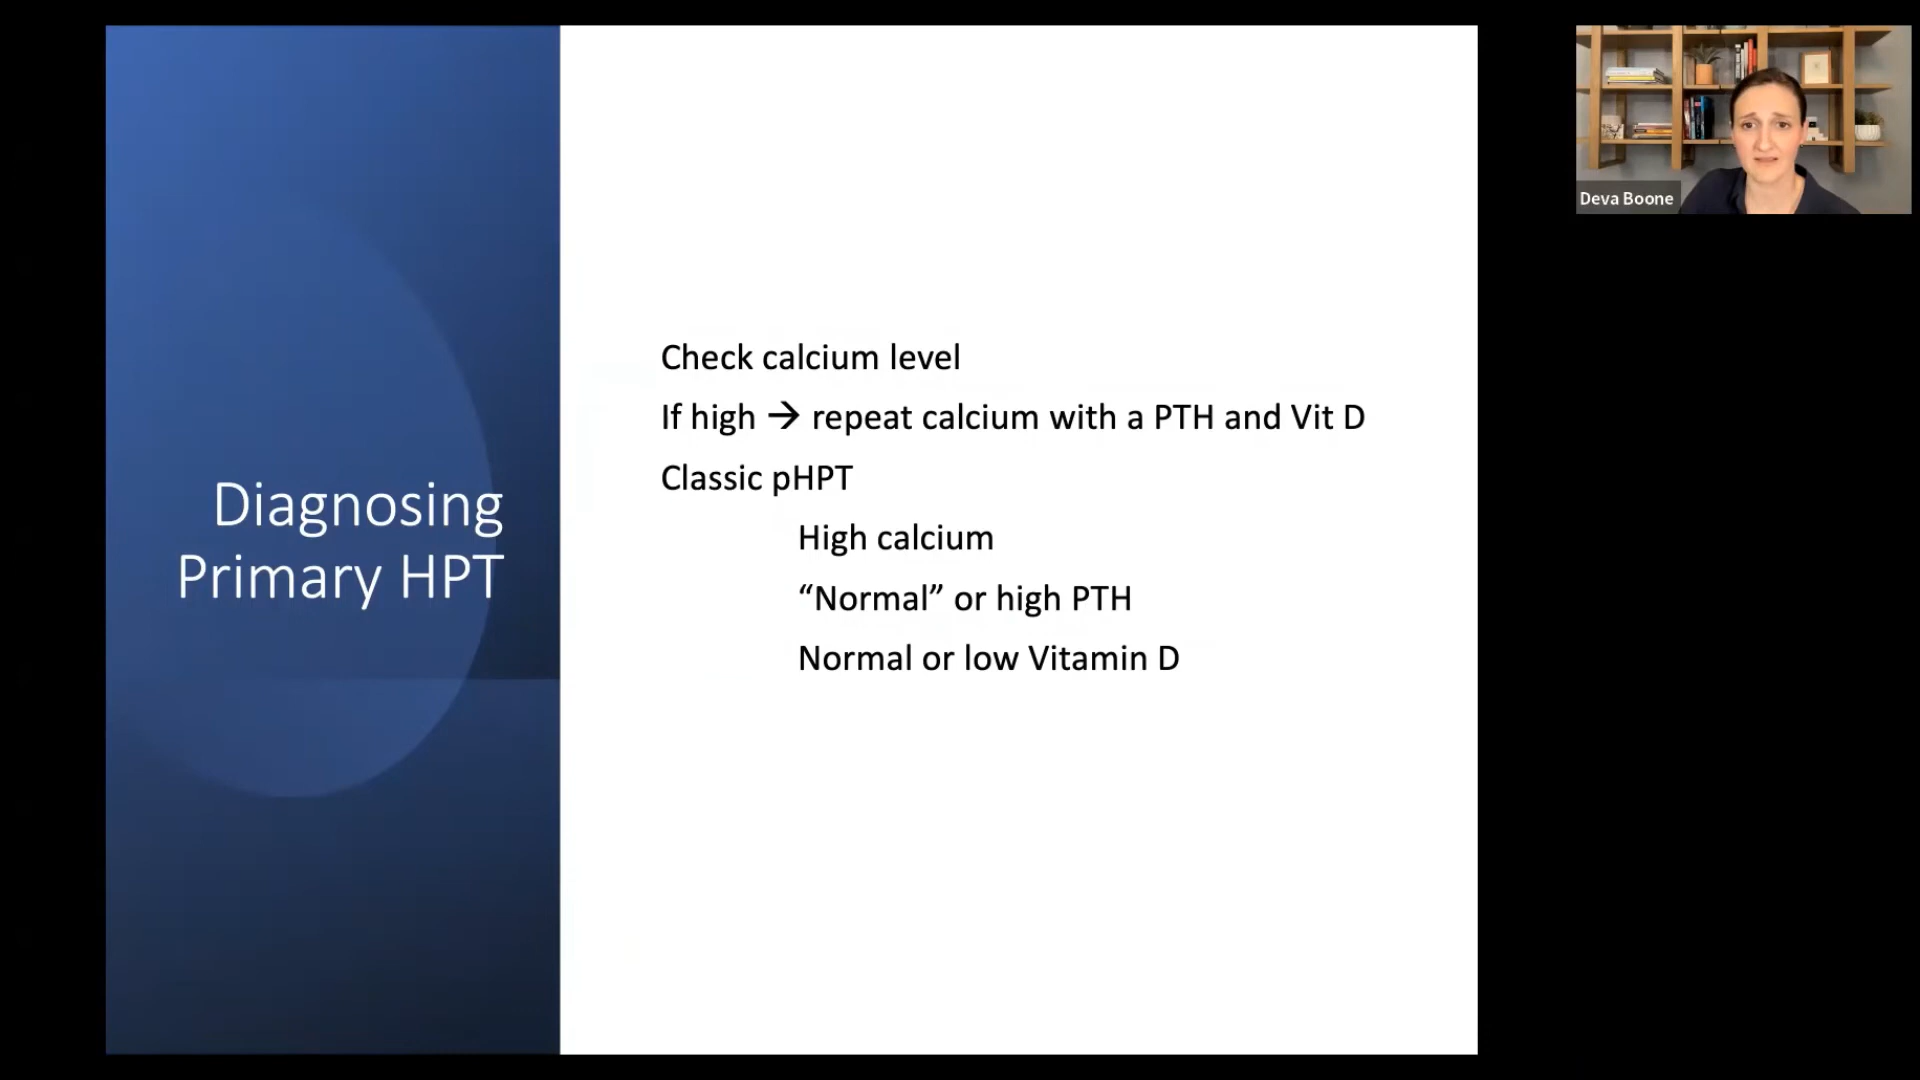 Diagnosing
Primary HPT
Check calcium level
If high → repeat calcium with a PTH and Vit D
Classic pHPT
High calcium
“Normal” or high PTH
Normal or low Vitamin D
Deva Boone